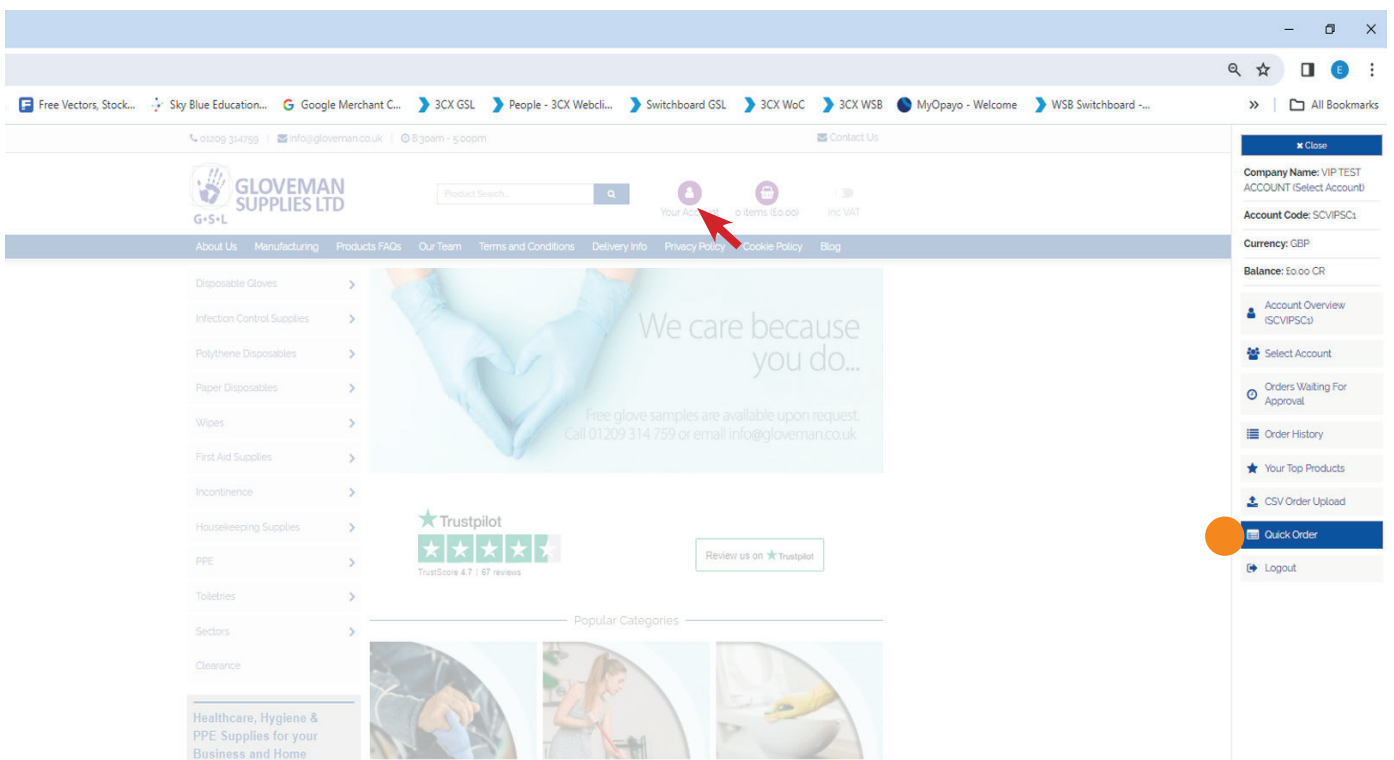 E
Free Vectors, Stock...
Sky Blue Education...
Google Merchant C...
3CX GSL
People - 3CX Webcli...
Switchboard GSL
3CX WoC
3CX WSB
MyOpayo - Welcome
WSB Switchboard -...
»
All Bookmarks
01209 314759
info@gloveman.co.uk
8:30am - 5:00pm
Contact Us
GLOVEMAN
SUPPLIES LTD
G•S•L
Product Search...
Your Account
0 items (£0.00)
inc VAT
About Us
Manufacturing
Products FAQs
Our Team
Terms and Conditions
Delivery Info
Privacy Policy
Cookie Policy
Blog
Disposable Gloves
Infection Control Supplies
Polythene Disposables
Paper Disposables
Wipes
First Aid Supplies
Incontinence
Housekeeping Supplies
PPE
Toiletries
Sectors
Clearance
Healthcare, Hygiene &
PPE Supplies for your
Business and Home
We care because
you do...
Free glove samples are available upon request.
Call 01209 314 759 or email info@gloveman.co.uk
Trustpilot
TrustScore 4.7 | 67 reviews
Review us on Trustpilot
Popular Categories
Close
Company Name: VIP TEST
ACCOUNT (Select Account)
Account Code: SCVIPSC1
Currency: GBP
Balance: £0.00 CR
Account Overview
(SCVIPSC1)
Select Account
Orders Waiting For
Approval
Order History
Your Top Products
CSV Order Upload
Quick Order
Logout